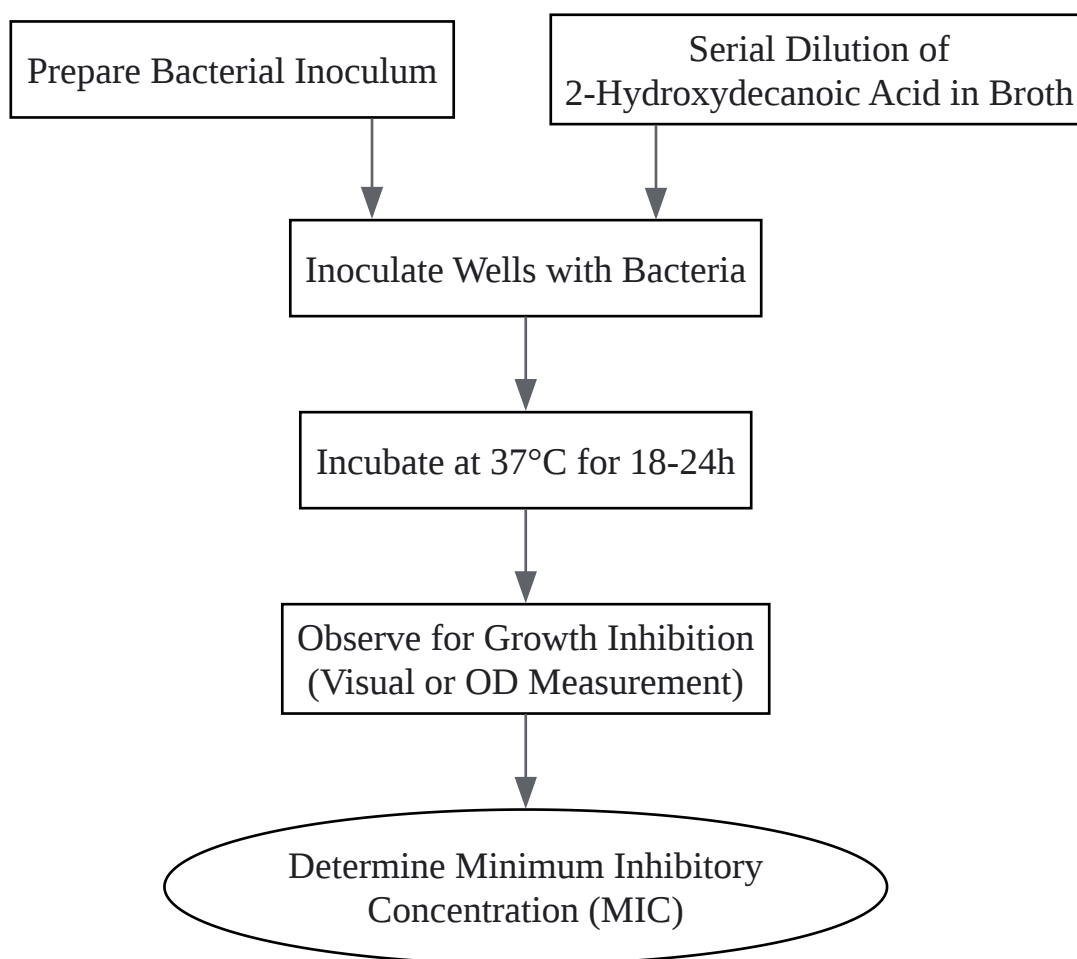 Prepare Bacterial Inoculum
Serial Dilution of
2-Hydroxydecanoic Acid in Broth
Inoculate Wells with Bacteria
Incubate at 37°C for 18-24h
Observe for Growth Inhibition
(Visual or OD Measurement)
Determine Minimum Inhibitory
Concentration (MIC)